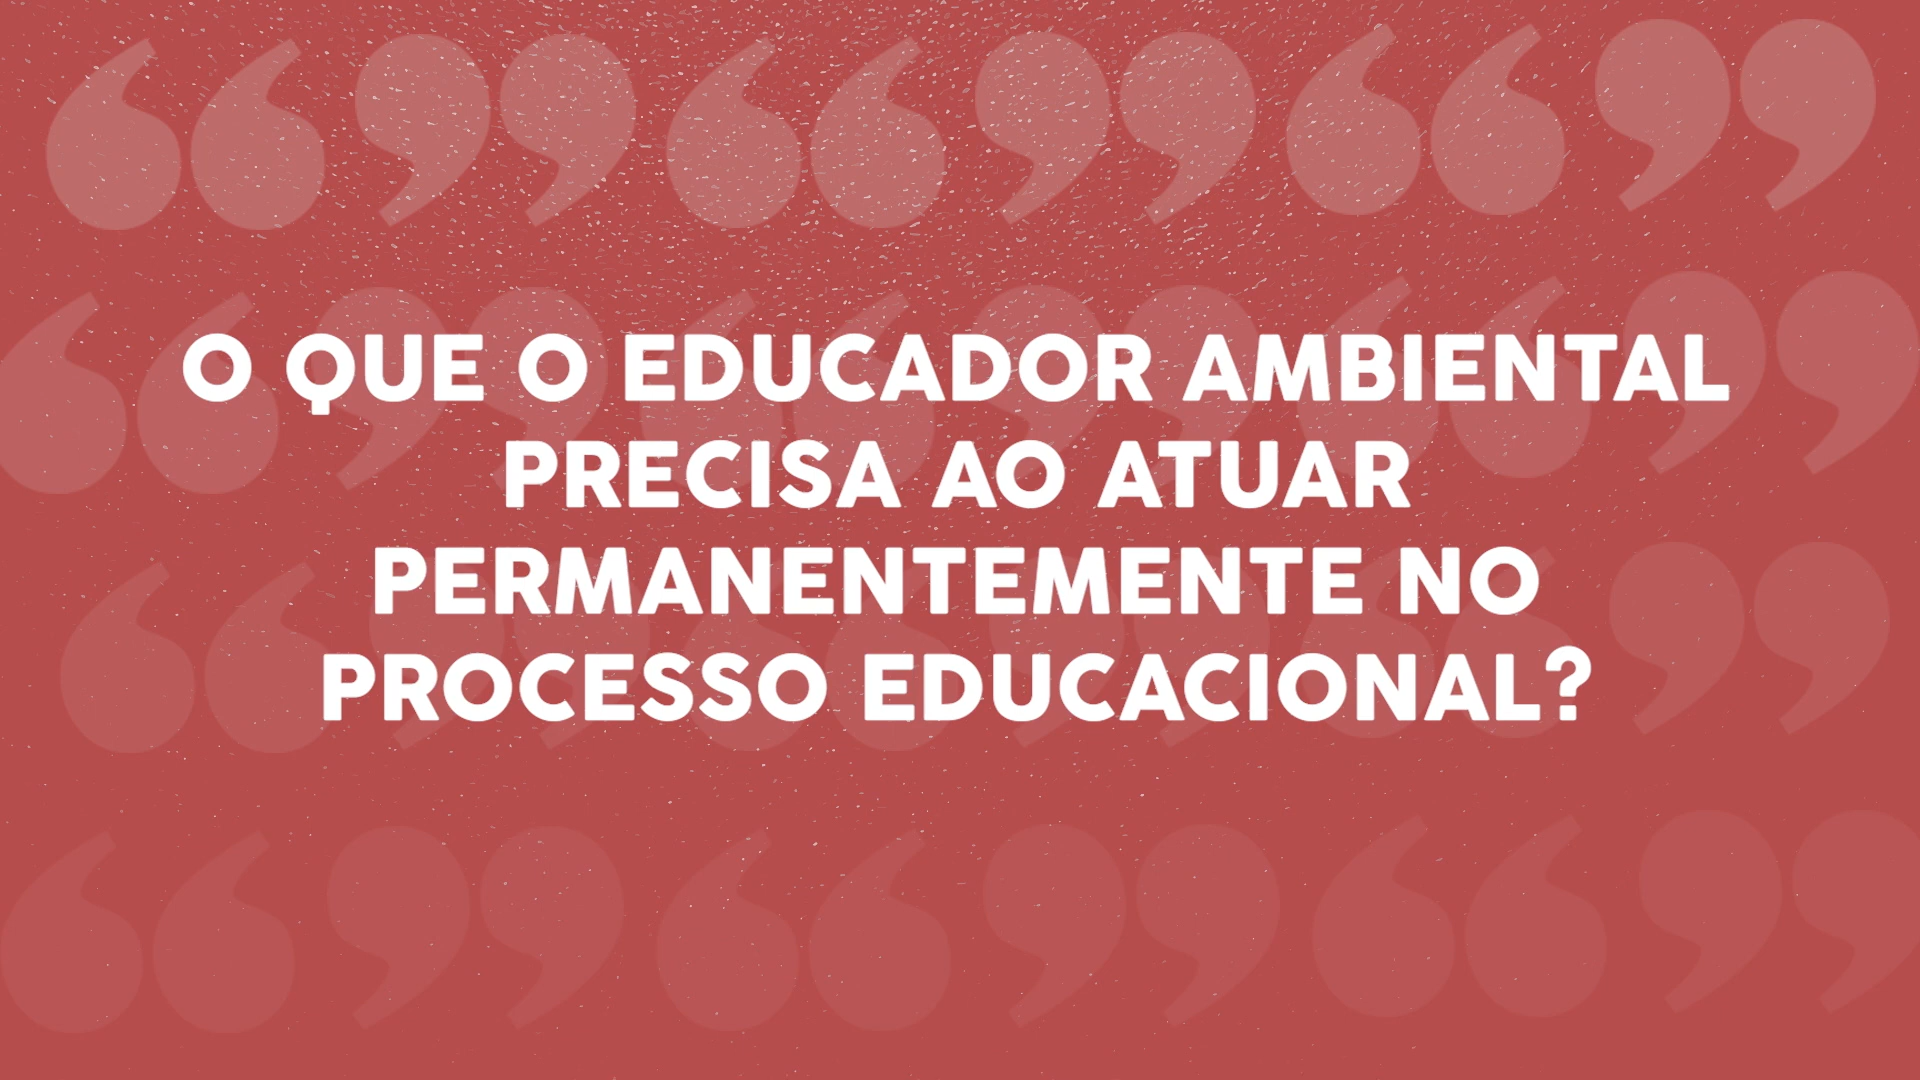 O QUE O EDUCADOR AMBIENTAL
PRECISA AO ATUAR
PERMANENTEMENTE NO
PROCESSO EDUCACIONAL?